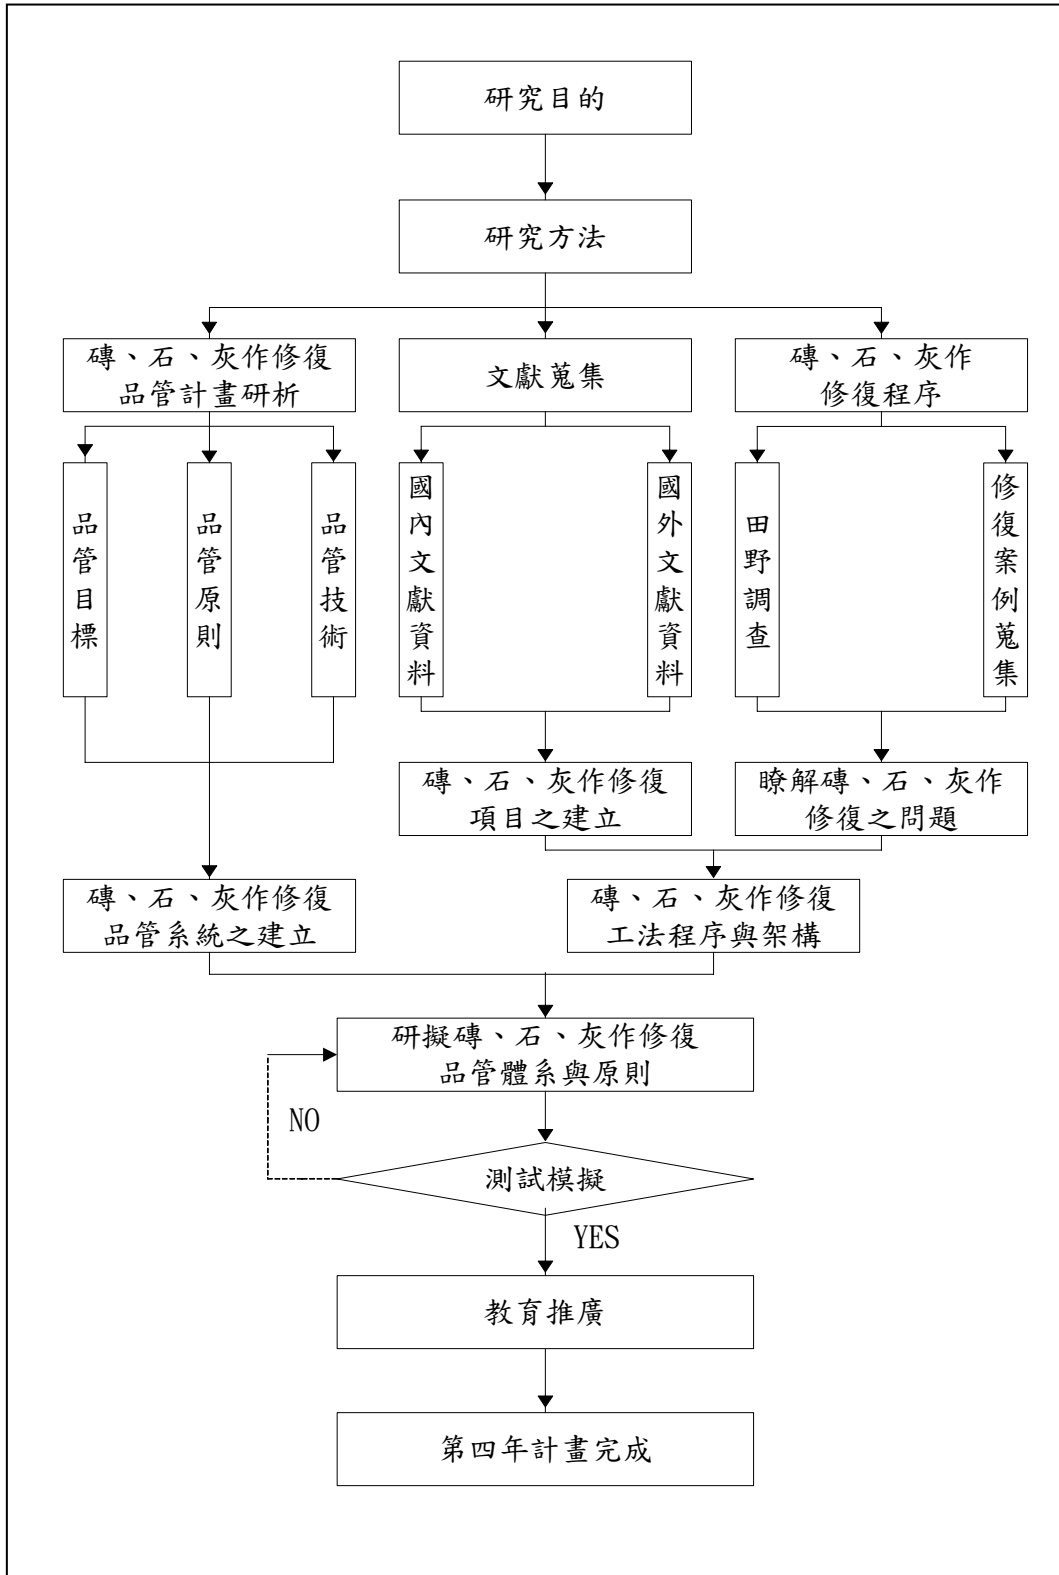 研究目的
研究方法
磚、石、灰作修復
品管計畫研析
文獻蒐集
磚、石、灰作
修復程序
品管目標
品管原則
品管技術
國內文獻資料
國外文獻資料
田野調查
修復案例蒐集
磚、石、灰作修復
項目之建立
瞭解磚、石、灰作
修復之問題
磚、石、灰作修復
品管系統之建立
磚、石、灰作修復
工法程序與架構
研擬磚、石、灰作修復
品管體系與原則
NO
測試模擬
YES
教育推廣
第四年計畫完成